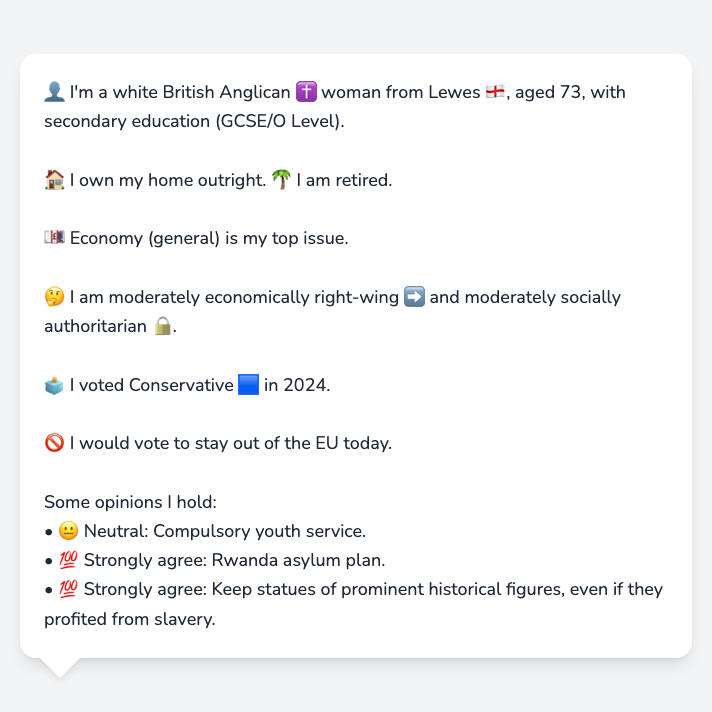 👤 I'm a white British Anglican ✝️ woman from Lewes 🏴󠁧󠁢󠁥󠁮󠁧󠁿, aged 73, with
secondary education (GCSE/O Level).
🏠 I own my home outright. 🌴 I am retired.
💷 Economy (general) is my top issue.
🤔 I am moderately economically right-wing ➡️ and moderately socially
authoritarian 🔒.
🗳️ I voted Conservative 🟦 in 2024.
🚫 I would vote to stay out of the EU today.
Some opinions I hold:
• 😐 Neutral: Compulsory youth service.
• 💯 Strongly agree: Rwanda asylum plan.
• 💯 Strongly agree: Keep statues of prominent historical figures, even if they
profited from slavery.